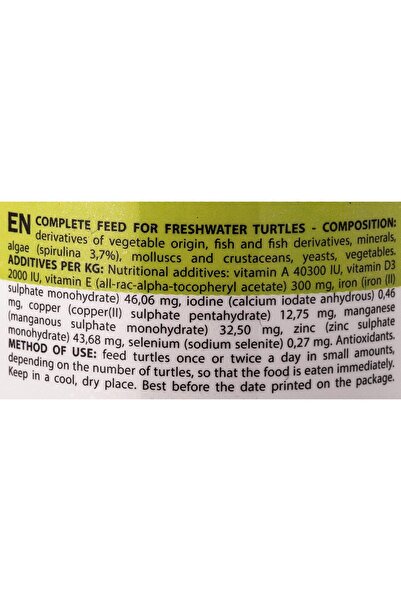 EN COMPLETE FEED FOR FRESHWATER TURTLES - COMPOSITION:
derivatives of vegetable origin, fish and fish derivatives, minerals,
algae (spirulina 3,7%), molluscs and crustaceans, yeasts, vegetables.
ADDITIVES PER KG: Nutritional additives: vitamin A 40300 IU, vitamin D3
2000 IU, vitamin E (all-rac-alpha-tocopheryl acetate) 300 mg, iron (iron (II)
sulphate monohydrate) 46,06 mg, iodine (calcium iodate anhydrous) 0,46
mg, copper (copper(II) sulphate pentahydrate) 12,75 mg, manganese
(manganous sulphate monohydrate) 32,50 mg, zinc (zinc sulphate
monohydrate) 43,68 mg, selenium (sodium selenite) 0,27 mg. Antioxidants.
METHOD OF USE: feed turtles once or twice a day in small amounts,
depending on the number of turtles, so that the food is eaten immediately.
Keep in a cool, dry place. Best before the date printed on the package.